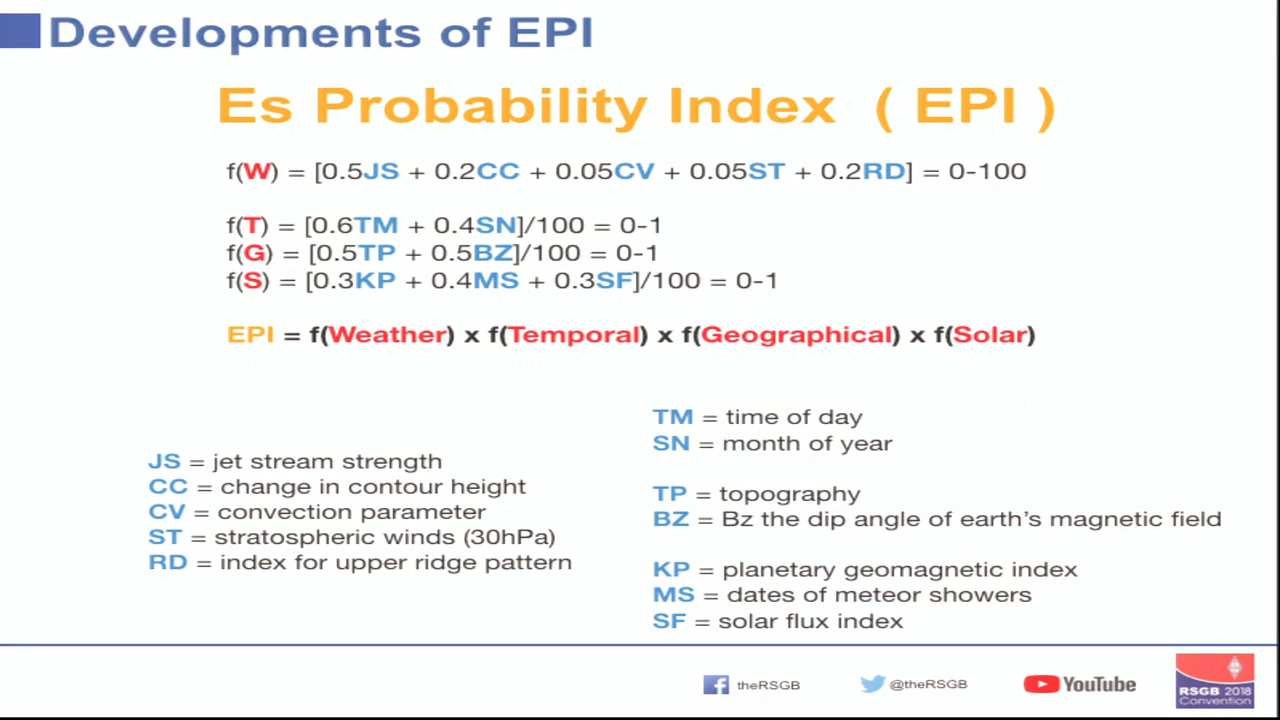 Developments of EPI
Es Probability Index ( EPI )
f(W) = [0.5JS + 0.2CC + 0.05CV + 0.05ST + 0.2RD] = 0-100
f(T) = [0.6TM + 0.4SN]/100 = 0-1
f(G) = [0.5TP + 0.5BZ]/100 = 0-1
f(S) = [0.3KP + 0.4MS + 0.3SF]/100 = 0-1
EPI = f(Weather) x f(Temporal) x f(Geographical) x f(Solar)
JS = jet stream strength
CC = change in contour height
CV = convection parameter
ST = stratospheric winds (30hPa)
RD = index for upper ridge pattern
TM = time of day
SN = month of year
TP = topography
BZ = Bz the dip angle of earth's magnetic field
KP = planetary geomagnetic index
MS = dates of meteor showers
SF = solar flux index
theRSGB
@theRSGB
YouTube
RSGB 2018
Convention